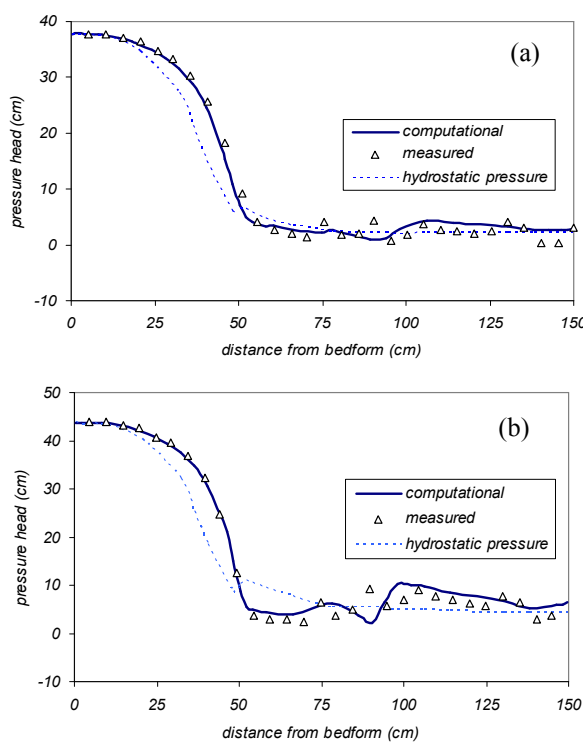 40
(a)
30
computational
measured
hydrostatic pressure
20
10
0
-10
pressure head (cm)
0 25 50 75 100 125 150
distance from bedform (cm)
50
(b)
40
computational
measured
hydrostatic pressure
30
20
10
0
-10
pressure head (cm)
0 25 50 75 100 125 150
distance from bedform (cm)